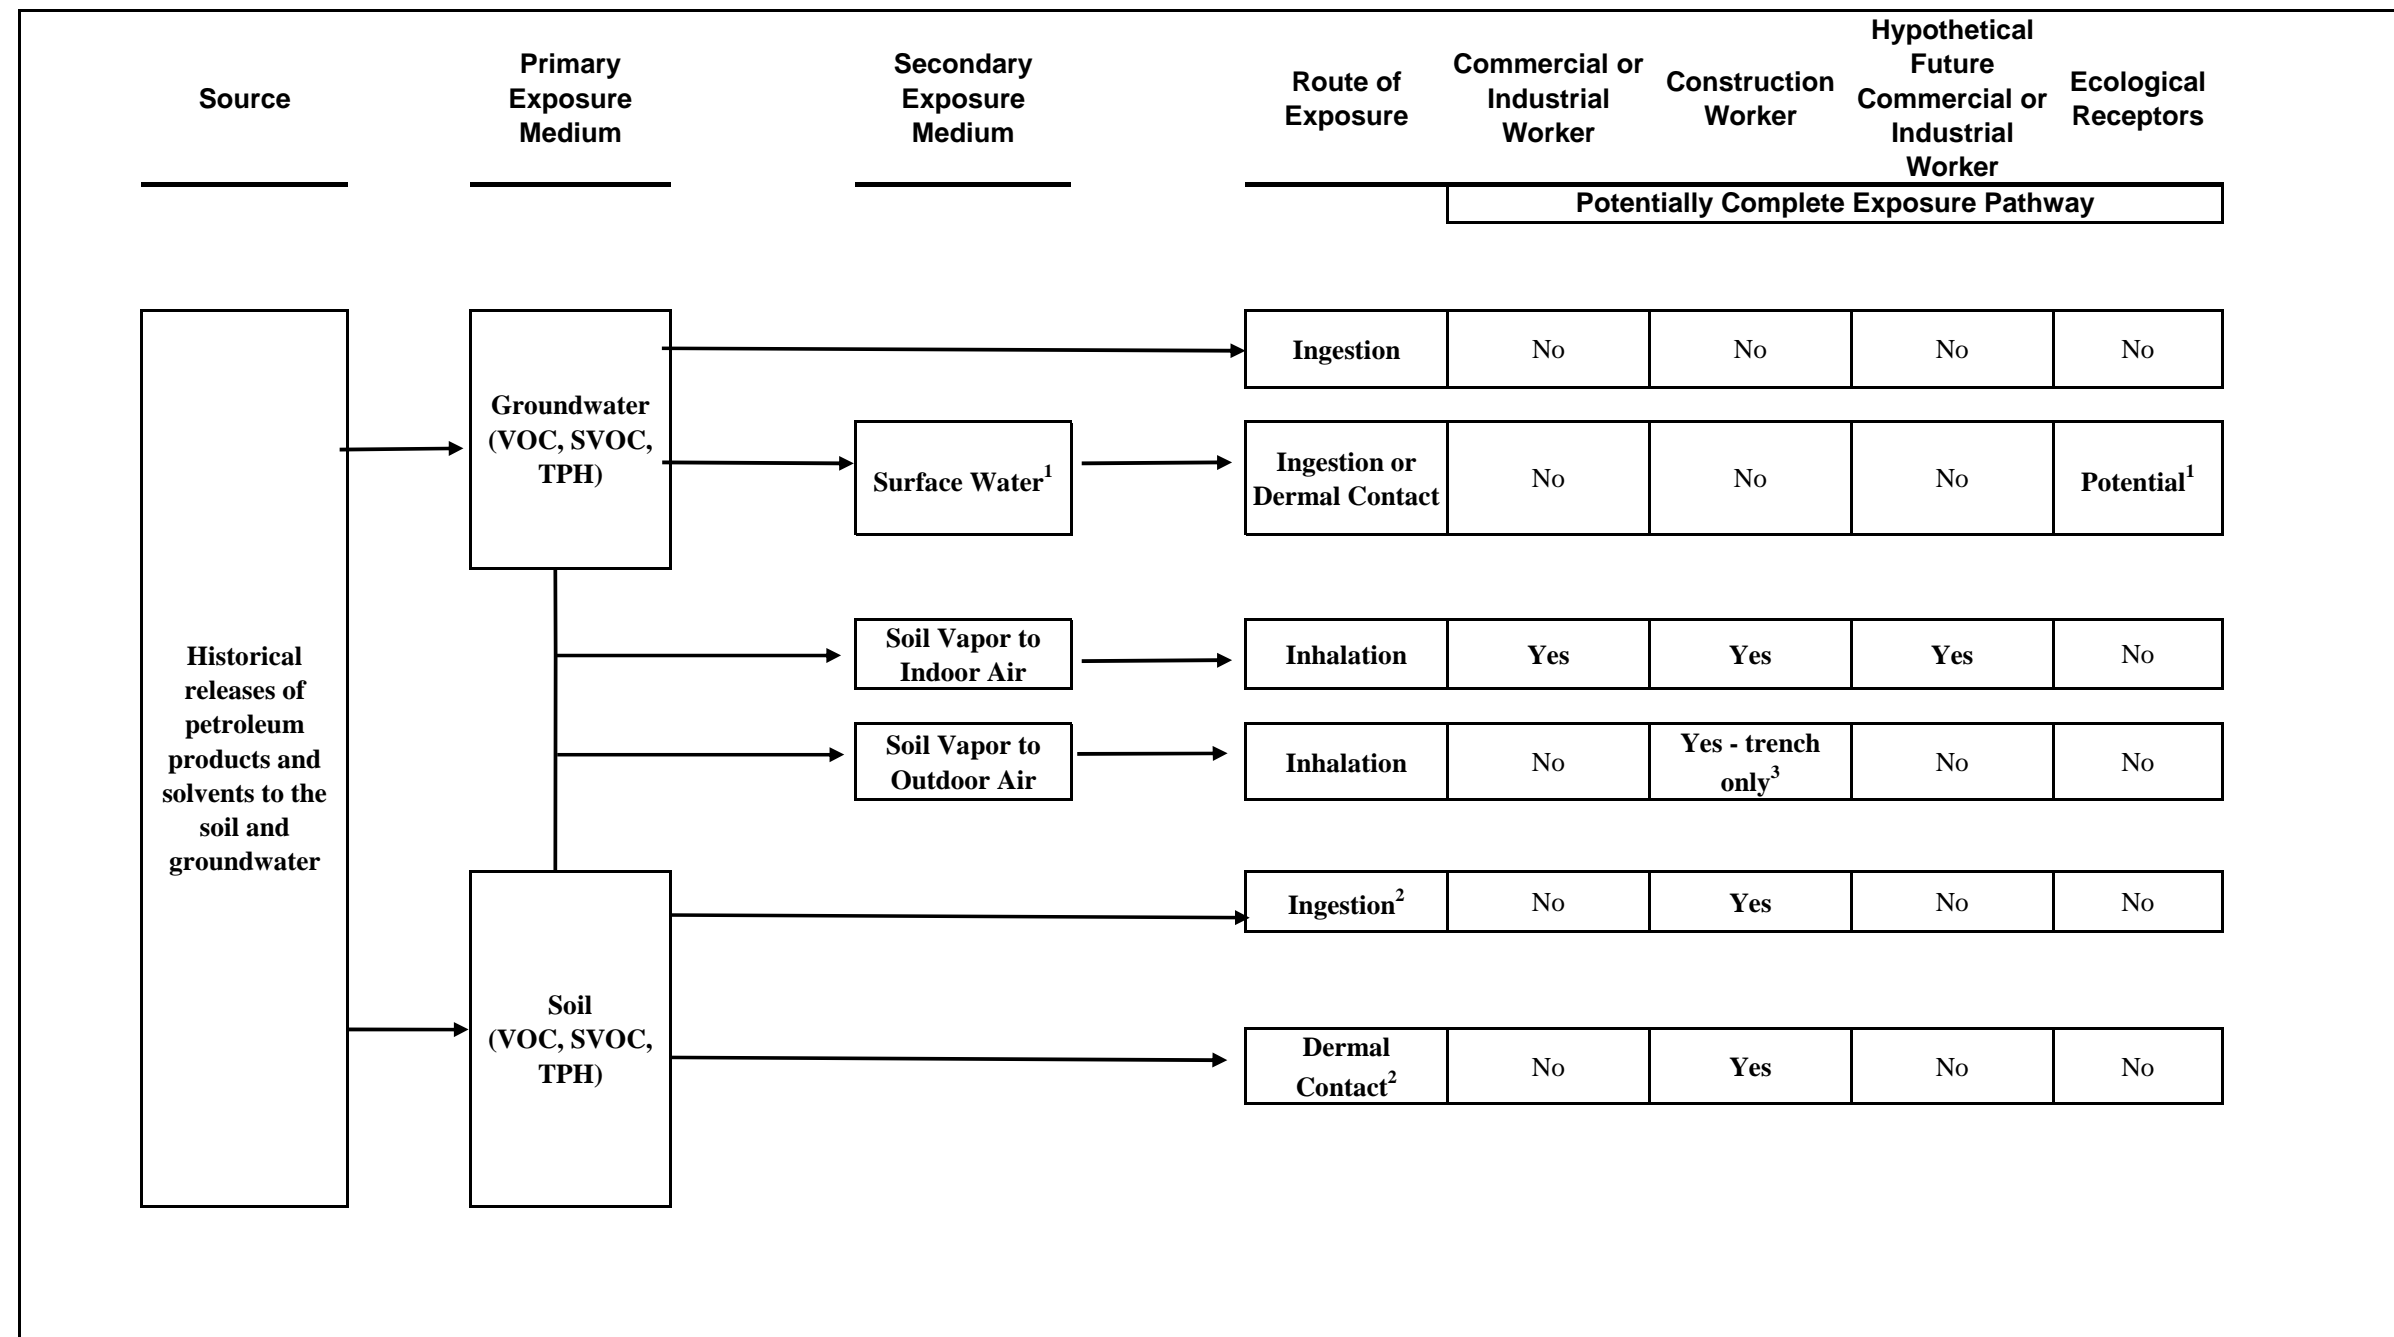 Source
Primary
Exposure
Medium
Secondary
Exposure
Medium
Route of
Exposure
Commercial or
Industrial
Worker
Construction
Worker
Hypothetical
Future
Commercial or
Industrial
Worker
Ecological
Receptors
Potentially Complete Exposure Pathway
Historical
releases of
petroleum
products and
solvents to the
soil and
groundwater
Groundwater
(VOC, SVOC,
TPH)
Ingestion
No
No
No
No
Surface Water¹
Ingestion or
Dermal Contact
No
No
No
Potential¹
Soil Vapor to
Indoor Air
Inhalation
Yes
Yes
Yes
No
Soil Vapor to
Outdoor Air
Inhalation
No
Yes - trench
only³
No
No
Soil
(VOC, SVOC,
TPH)
Ingestion²
No
Yes
No
No
Dermal
Contact²
No
Yes
No
No